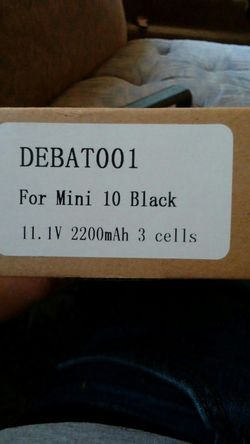 DEBAT001
For Mini 10 Black
11.1V 2200mAh 3 cells